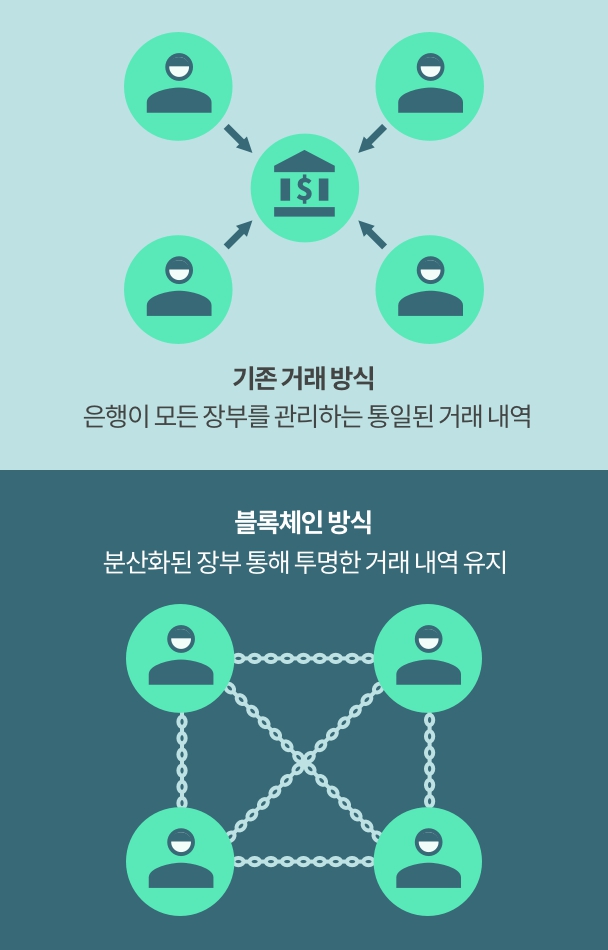 $
기존 거래 방식
은행이 모든 장부를 관리하는 통일된 거래 내역
블록체인 방식
분산화된 장부 통해 투명한 거래 내역 유지